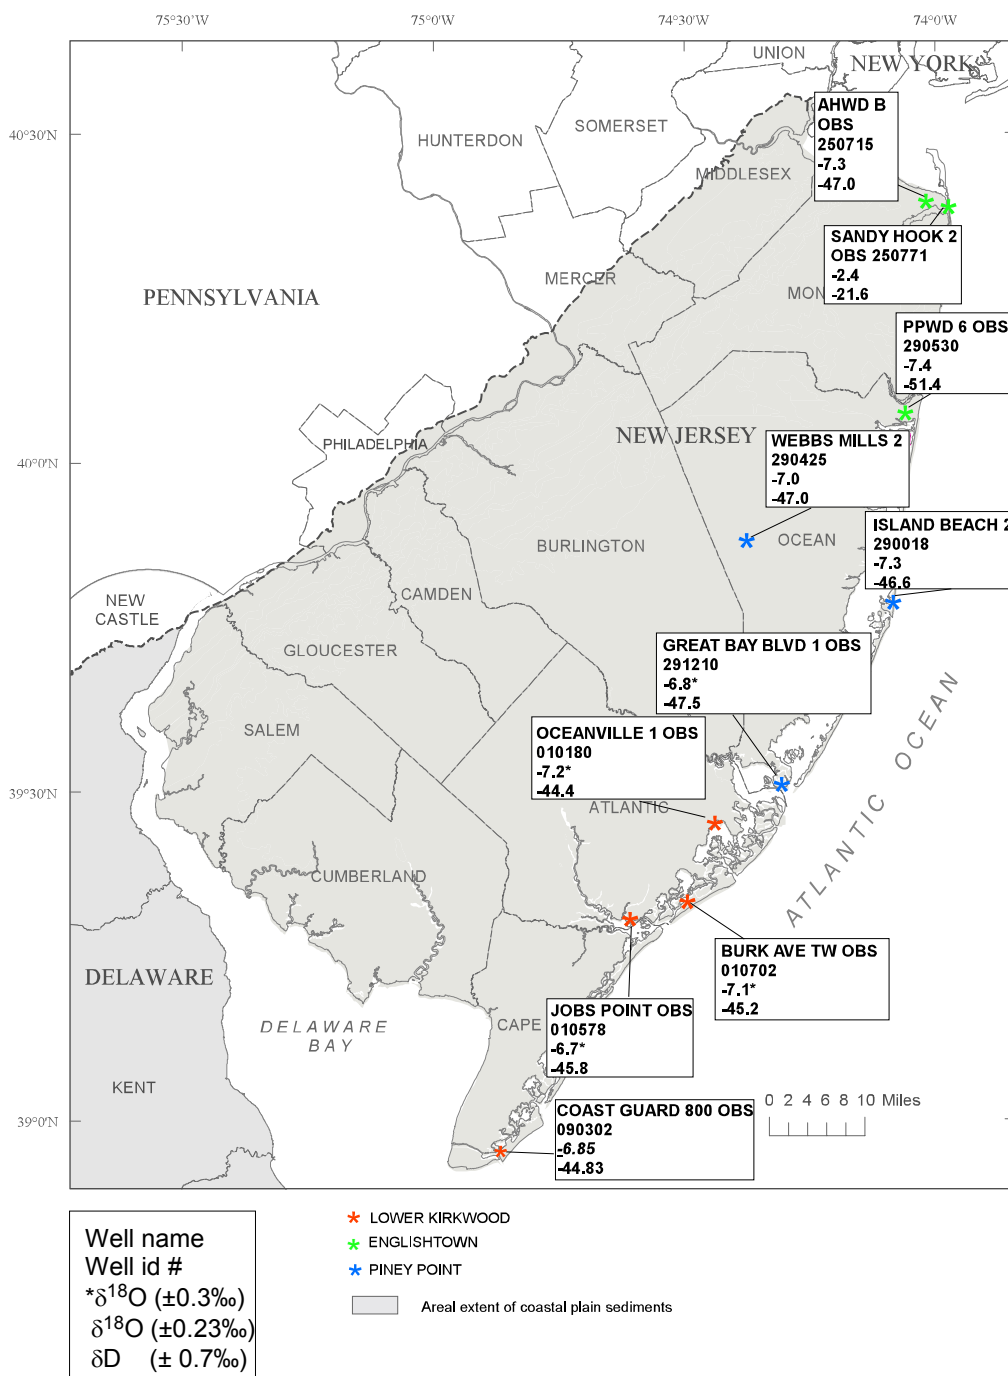 75°30'W
75°0'W
74°30'W
74°0'W
UNION
NEW YORK
40°30'N
HUNTERDON
SOMERSET
MIDDLESEX
AHWD B
OBS
250715
-7.3
-47.0
SANDY HOOK 2
OBS 250771
-2.4
-21.6
MERCER
MON
PENNSYLVANIA
PPWD 6 OBS
290530
-7.4
-51.4
PHILADELPHIA
NEW JERSEY
40°0'N
WEBBS MILLS 2
290425
-7.0
-47.0
ISLAND BEACH 2
290018
-7.3
-46.6
BURLINGTON
OCEAN
NEW
CASTLE
CAMDEN
GLOUCESTER
GREAT BAY BLVD 1 OBS
291210
-6.8*
-47.5
SALEM
OCEANVILLE 1 OBS
010180
-7.2*
-44.4
39°30'N
ATLANTIC
ATLANTIC OCEAN
CUMBERLAND
BURK AVE TW OBS
010702
-7.1*
-45.2
DELAWARE
DELAWARE
BAY
CAPE
JOBS POINT OBS
010578
-6.7*
-45.8
KENT
39°0'N
COAST GUARD 800 OBS
090302
-6.85
-44.83
0 2 4 6 8 10 Miles
Well name
Well id #
*δ18O (±0.3‰)
δ18O (±0.23‰)
δD (± 0.7‰)
LOWER KIRKWOOD
ENGLISHTOWN
PINEY POINT
Areal extent of coastal plain sediments